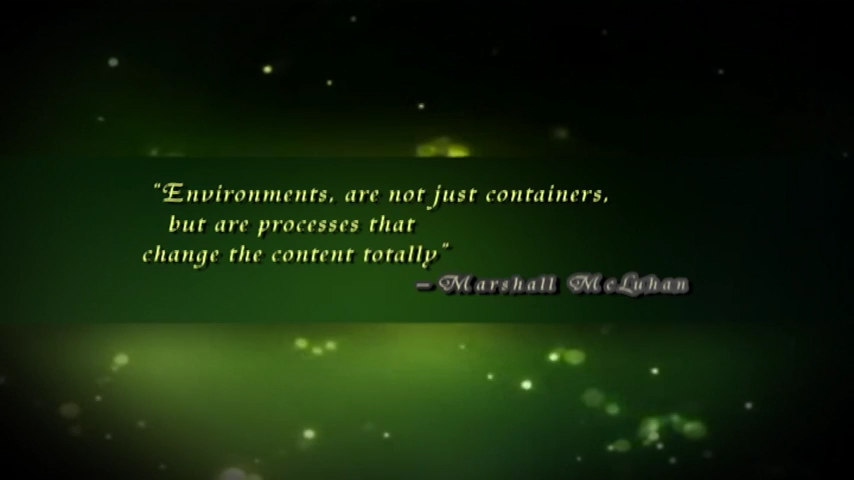 "Environments, are not just containers,
but are processes that
change the content totally"
– Marshall McLuhan